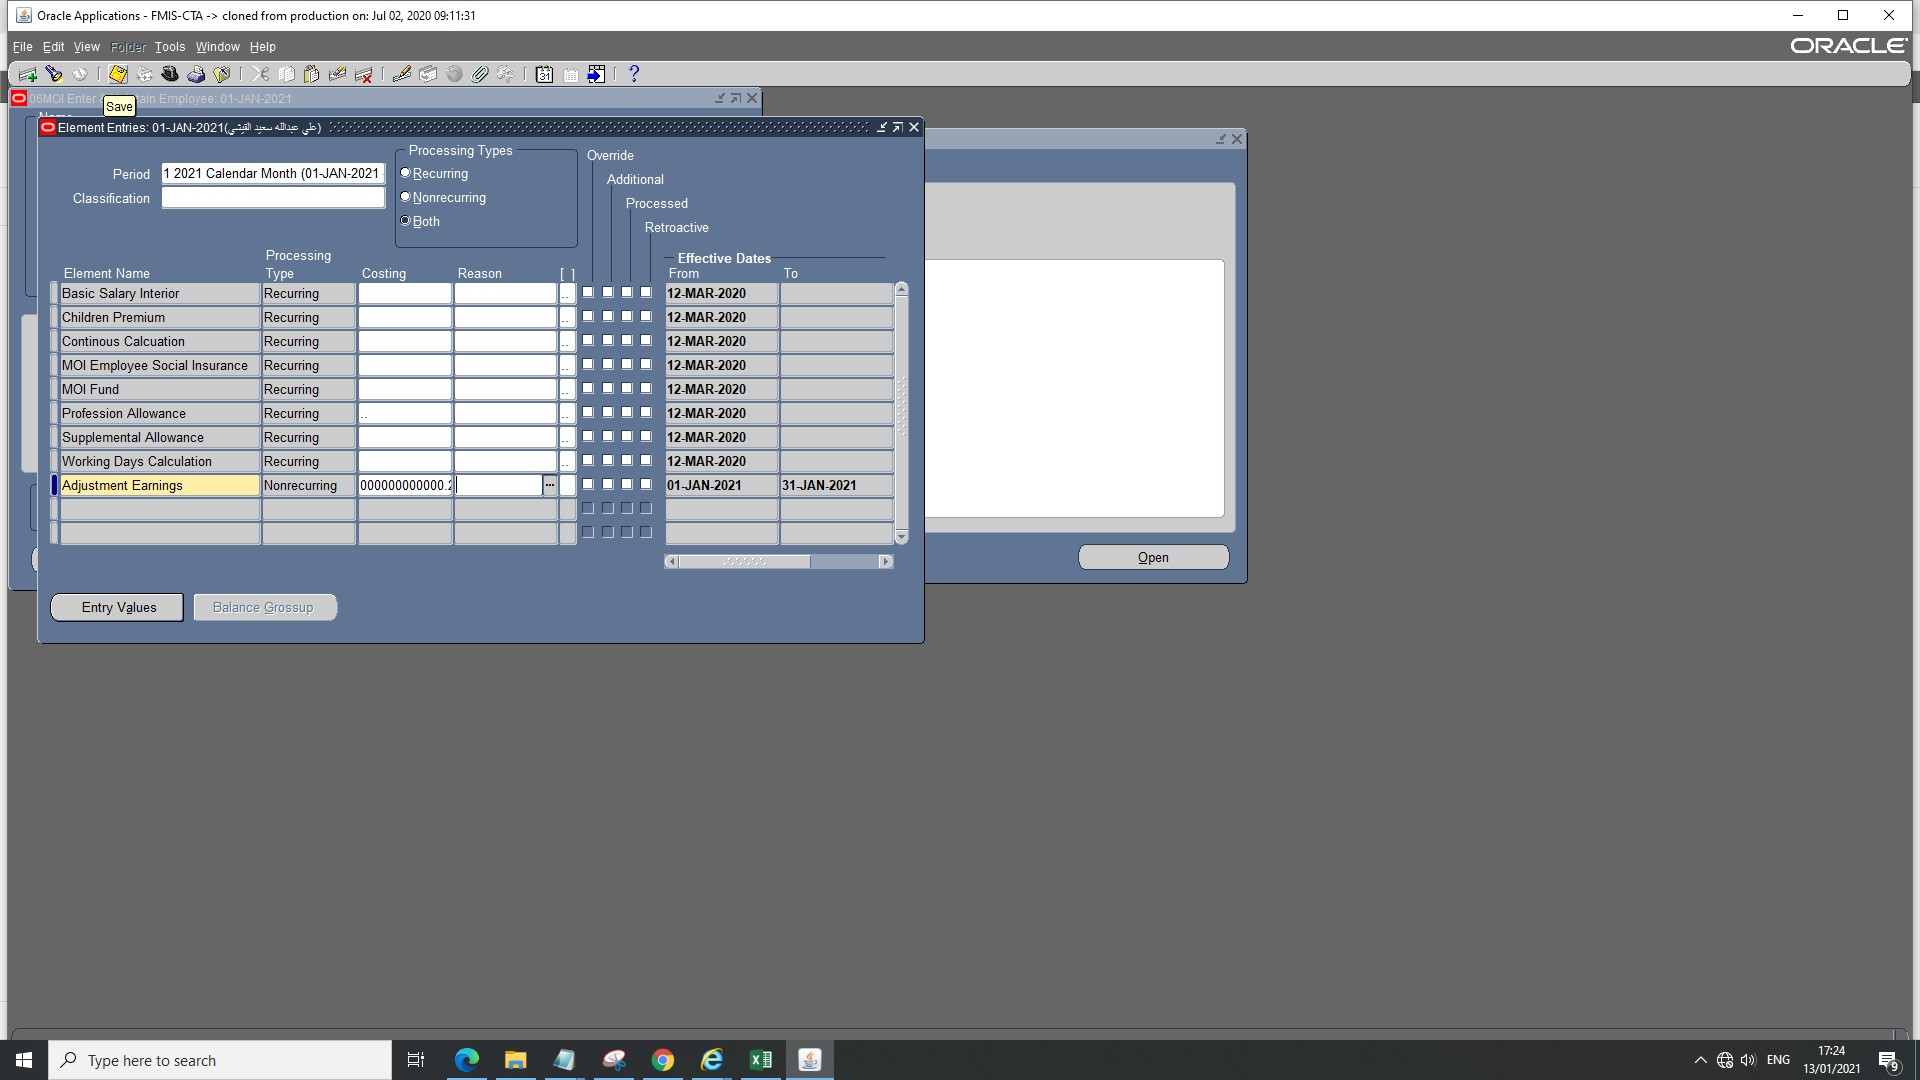 Oracle Applications - FMIS-CTA -> cloned from production on: Jul 02, 2020 09:11:31
File Edit View Folder Tools Window Help
ORACLE
06MOI Enter ain Employee: 01-JAN-2021
Save
Element Entries: 01-JAN-2021(علي عبدالله سعيد القيشي)
Period 1 2021 Calendar Month (01-JAN-2021 -
Classification
Processing Types
Recurring
Nonrecurring
Both
Override
Additional
Processed
Retroactive
Effective Dates
Element Name Processing Type Costing Reason [ ] From To
Basic Salary Interior Recurring .. 12-MAR-2020
Children Premium Recurring .. 12-MAR-2020
Continous Calcuation Recurring .. 12-MAR-2020
MOI Employee Social Insurance Recurring .. 12-MAR-2020
MOI Fund Recurring .. 12-MAR-2020
Profession Allowance Recurring .. .. 12-MAR-2020
Supplemental Allowance Recurring .. 12-MAR-2020
Working Days Calculation Recurring .. 12-MAR-2020
Adjustment Earnings Nonrecurring 000000000000.2 ... 01-JAN-2021 31-JAN-2021
Open
Entry Values Balance Grossup
Type here to search
ENG
17:24
13/01/2021
9